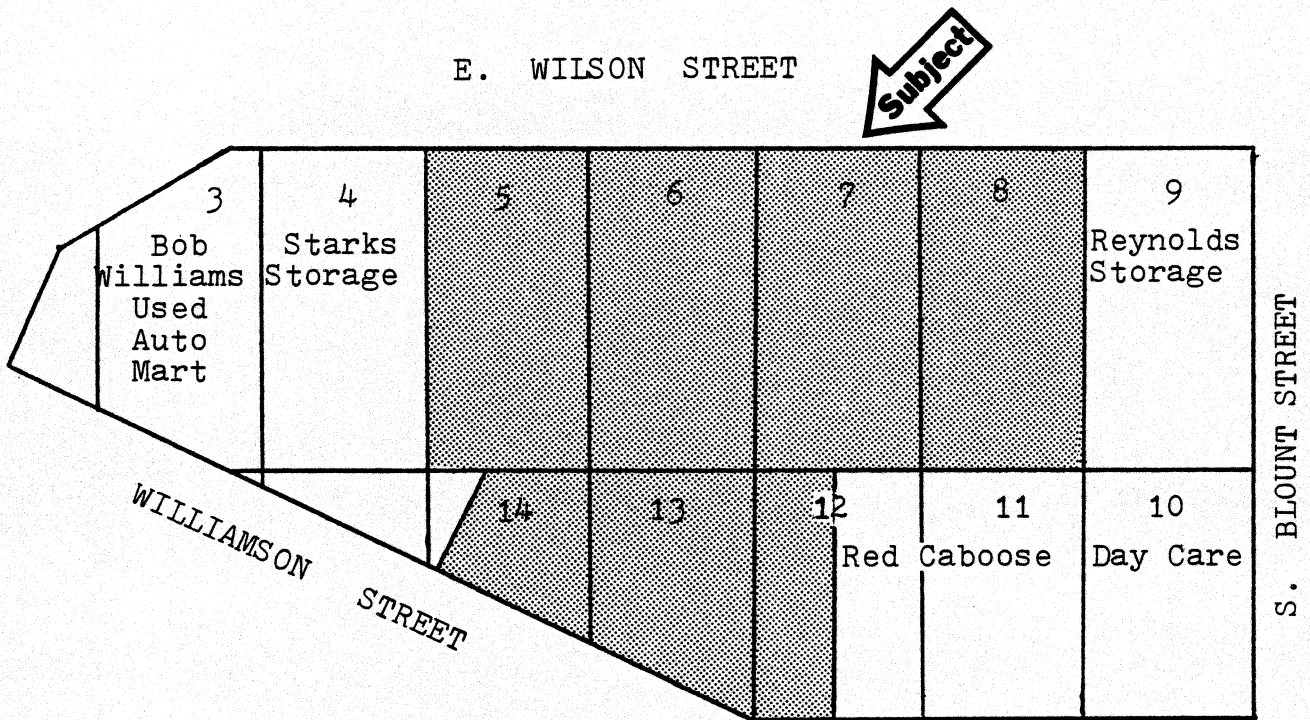 E. WILSON STREET
Subject
3
Bob
Williams
Used
Auto
Mart
4
Starks
Storage
5
6
7
8
9
Reynolds
Storage
14
13
12
11
Red Caboose
10
Day Care
WILLIAMSON STREET
S. BLOUNT STREET